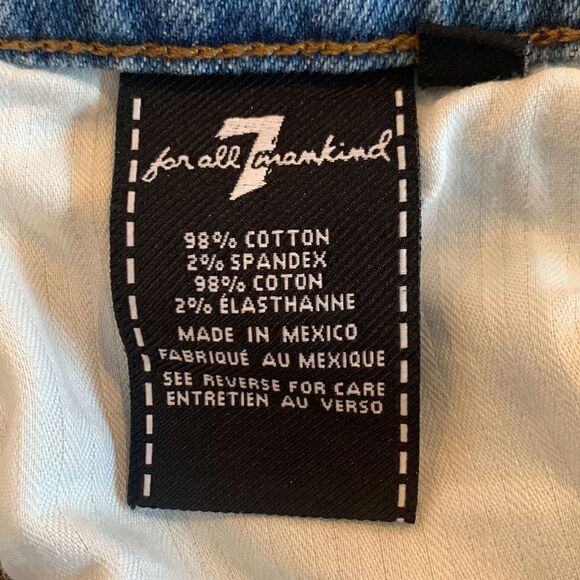 for all 7 mankind
98% COTTON
2% SPANDEX
98% COTON
2% ÉLASTHANNE
MADE IN MEXICO
FABRIQUÉ AU MEXIQUE
SEE REVERSE FOR CARE
ENTRETIEN AU VERSO